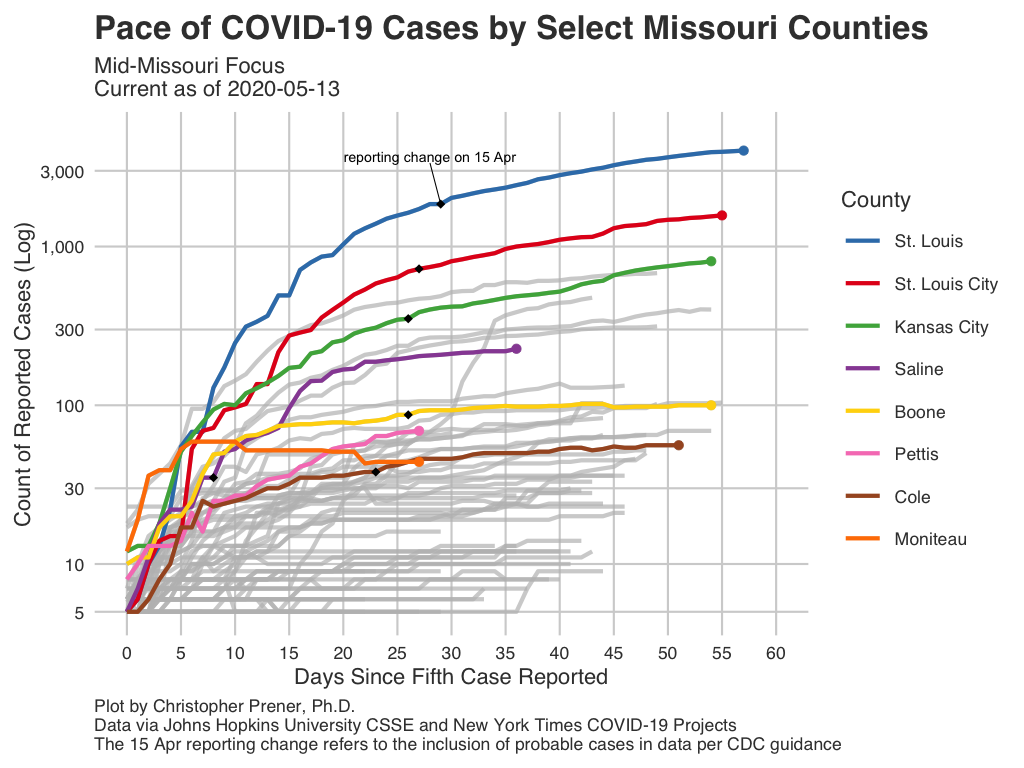 Pace of COVID-19 Cases by Select Missouri Counties
Mid-Missouri Focus
Current as of 2020-05-13
reporting change on 15 Apr
Count of Reported Cases (Log)
3,000
1,000
300
100
30
10
5
0 5 10 15 20 25 30 35 40 45 50 55 60
Days Since Fifth Case Reported
County
St. Louis
St. Louis City
Kansas City
Saline
Boone
Pettis
Cole
Moniteau
Plot by Christopher Prener, Ph.D.
Data via Johns Hopkins University CSSE and New York Times COVID-19 Projects
The 15 Apr reporting change refers to the inclusion of probable cases in data per CDC guidance